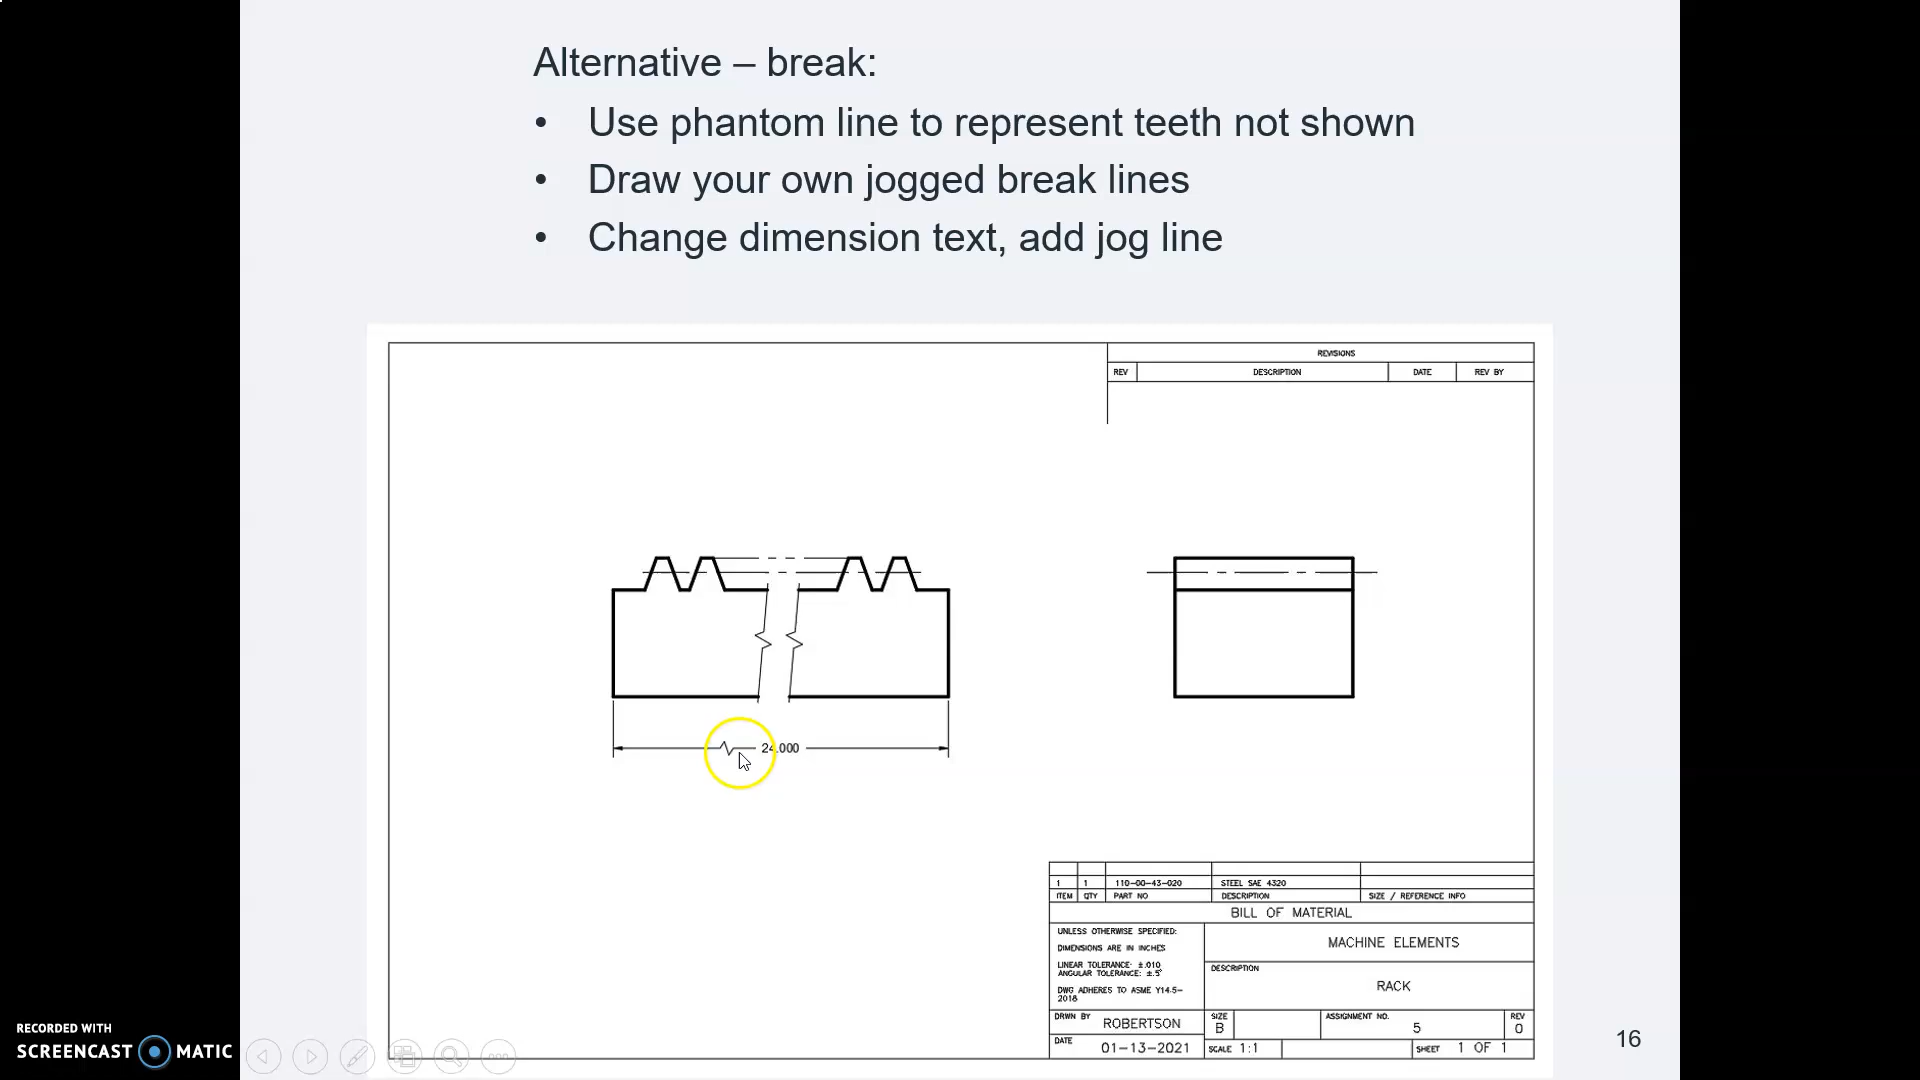 Alternative – break:
• Use phantom line to represent teeth not shown
• Draw your own jogged break lines
• Change dimension text, add jog line
REVISIONS
REV DESCRIPTION DATE REV BY
24.000
1 1 110-00-43-020 STEEL SAE 4320
ITEM QTY PART NO DESCRIPTION SIZE / REFERENCE INFO
BILL OF MATERIAL
UNLESS OTHERWISE SPECIFIED:
DIMENSIONS ARE IN INCHES
LINEAR TOLERANCE: ±.010
ANGULAR TOLERANCE: ±.5°
DWG ADHERES TO ASME Y14.5-
2018
MACHINE ELEMENTS
DESCRIPTION
RACK
DRWN BY ROBERTSON
SIZE
B
ASSIGNMENT NO.
5
REV
0
DATE
01-13-2021
SCALE 1:1
SHEET 1 OF 1
16
RECORDED WITH
SCREENCAST MATIC